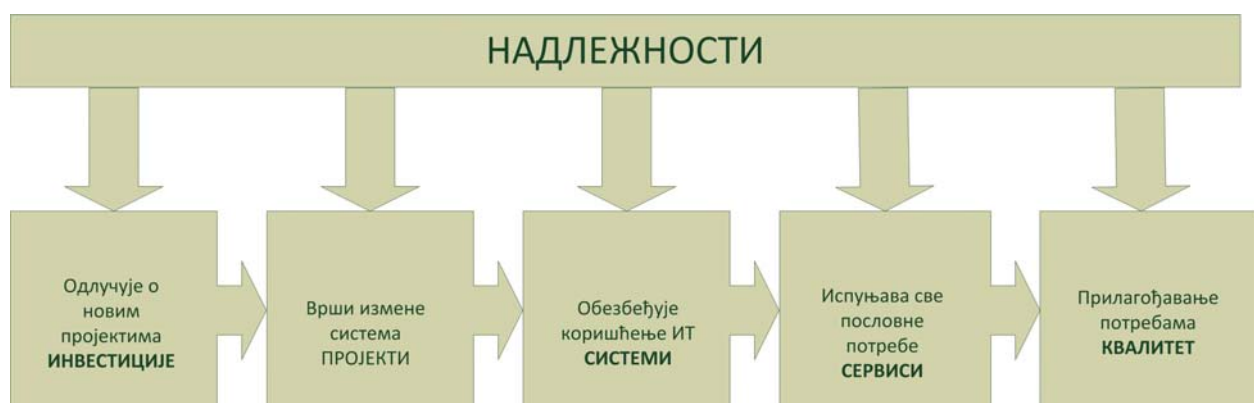 НАДЛЕЖНОСТИ
Одлучује о
новим
пројектима
ИНВЕСТИЦИЈЕ
Врши измене
система
ПРОЈЕКТИ
Обезбеђује
коришћење ИТ
СИСТЕМИ
Испуњава све
пословне
потребе
СЕРВИСИ
Прилагођавање
потребама
КВАЛИТЕТ